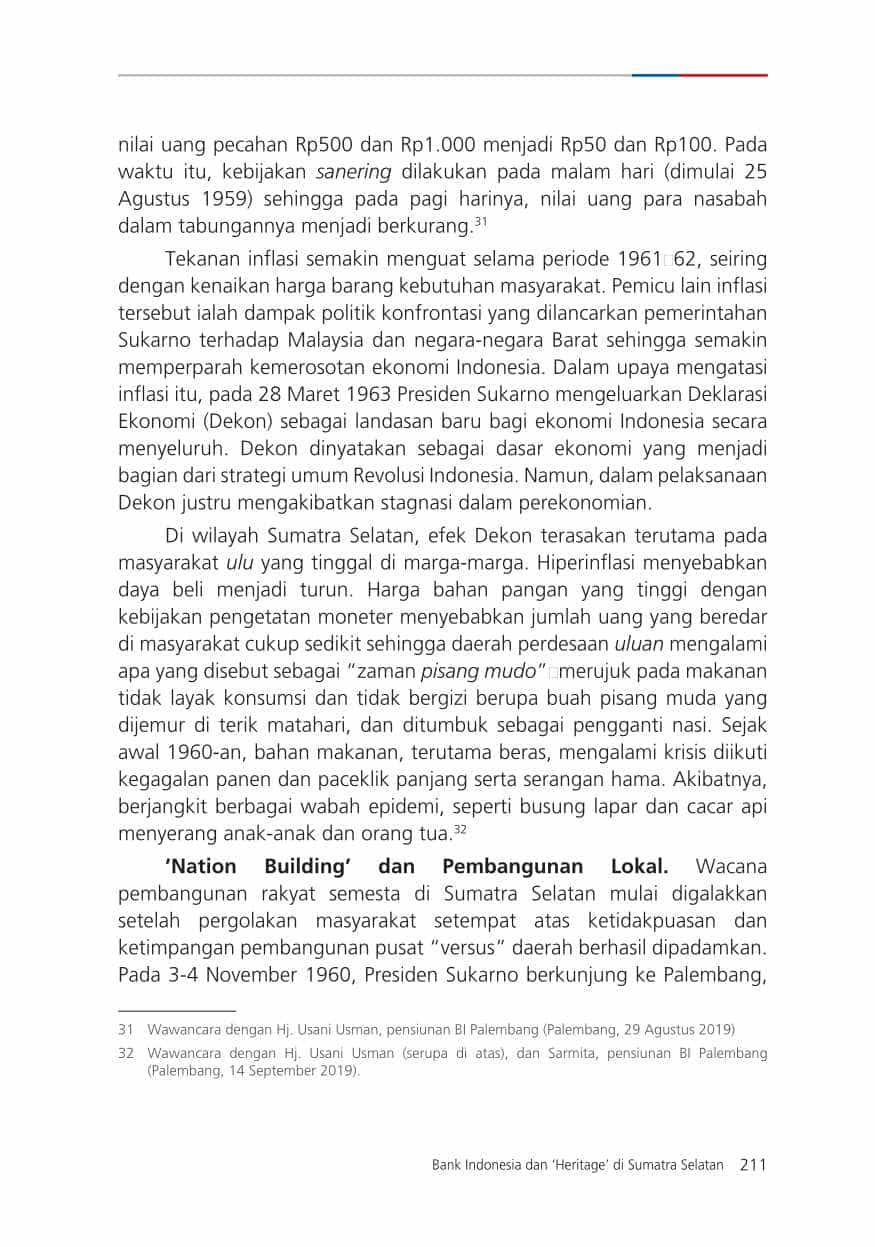 nilai uang pecahan Rp500 dan Rp1.000 menjadi Rp50 dan Rp100. Pada
waktu itu, kebijakan sanering dilakukan pada malam hari (dimulai 25
Agustus 1959) sehingga pada pagi harinya, nilai uang para nasabah
dalam tabungannya menjadi berkurang.31
Tekanan inflasi semakin menguat selama periode 1961□62, seiring
dengan kenaikan harga barang kebutuhan masyarakat. Pemicu lain inflasi
tersebut ialah dampak politik konfrontasi yang dilancarkan pemerintahan
Sukarno terhadap Malaysia dan negara-negara Barat sehingga semakin
memperparah kemerosotan ekonomi Indonesia. Dalam upaya mengatasi
inflasi itu, pada 28 Maret 1963 Presiden Sukarno mengeluarkan Deklarasi
Ekonomi (Dekon) sebagai landasan baru bagi ekonomi Indonesia secara
menyeluruh. Dekon dinyatakan sebagai dasar ekonomi yang menjadi
bagian dari strategi umum Revolusi Indonesia. Namun, dalam pelaksanaan
Dekon justru mengakibatkan stagnasi dalam perekonomian.
Di wilayah Sumatra Selatan, efek Dekon terasakan terutama pada
masyarakat ulu yang tinggal di marga-marga. Hiperinflasi menyebabkan
daya beli menjadi turun. Harga bahan pangan yang tinggi dengan
kebijakan pengetatan moneter menyebabkan jumlah uang yang beredar
di masyarakat cukup sedikit sehingga daerah perdesaan uluan mengalami
apa yang disebut sebagai “zaman pisang mudo”□merujuk pada makanan
tidak layak konsumsi dan tidak bergizi berupa buah pisang muda yang
dijemur di terik matahari, dan ditumbuk sebagai pengganti nasi. Sejak
awal 1960-an, bahan makanan, terutama beras, mengalami krisis diikuti
kegagalan panen dan paceklik panjang serta serangan hama. Akibatnya,
berjangkit berbagai wabah epidemi, seperti busung lapar dan cacar api
menyerang anak-anak dan orang tua.32
‘Nation Building’ dan Pembangunan Lokal. Wacana
pembangunan rakyat semesta di Sumatra Selatan mulai digalakkan
setelah pergolakan masyarakat setempat atas ketidakpuasan dan
ketimpangan pembangunan pusat “versus” daerah berhasil dipadamkan.
Pada 3-4 November 1960, Presiden Sukarno berkunjung ke Palembang,
31 Wawancara dengan Hj. Usani Usman, pensiunan BI Palembang (Palembang, 29 Agustus 2019)
32 Wawancara dengan Hj. Usani Usman (serupa di atas), dan Sarmita, pensiunan BI Palembang
(Palembang, 14 September 2019).
Bank Indonesia dan ‘Heritage’ di Sumatra Selatan 211